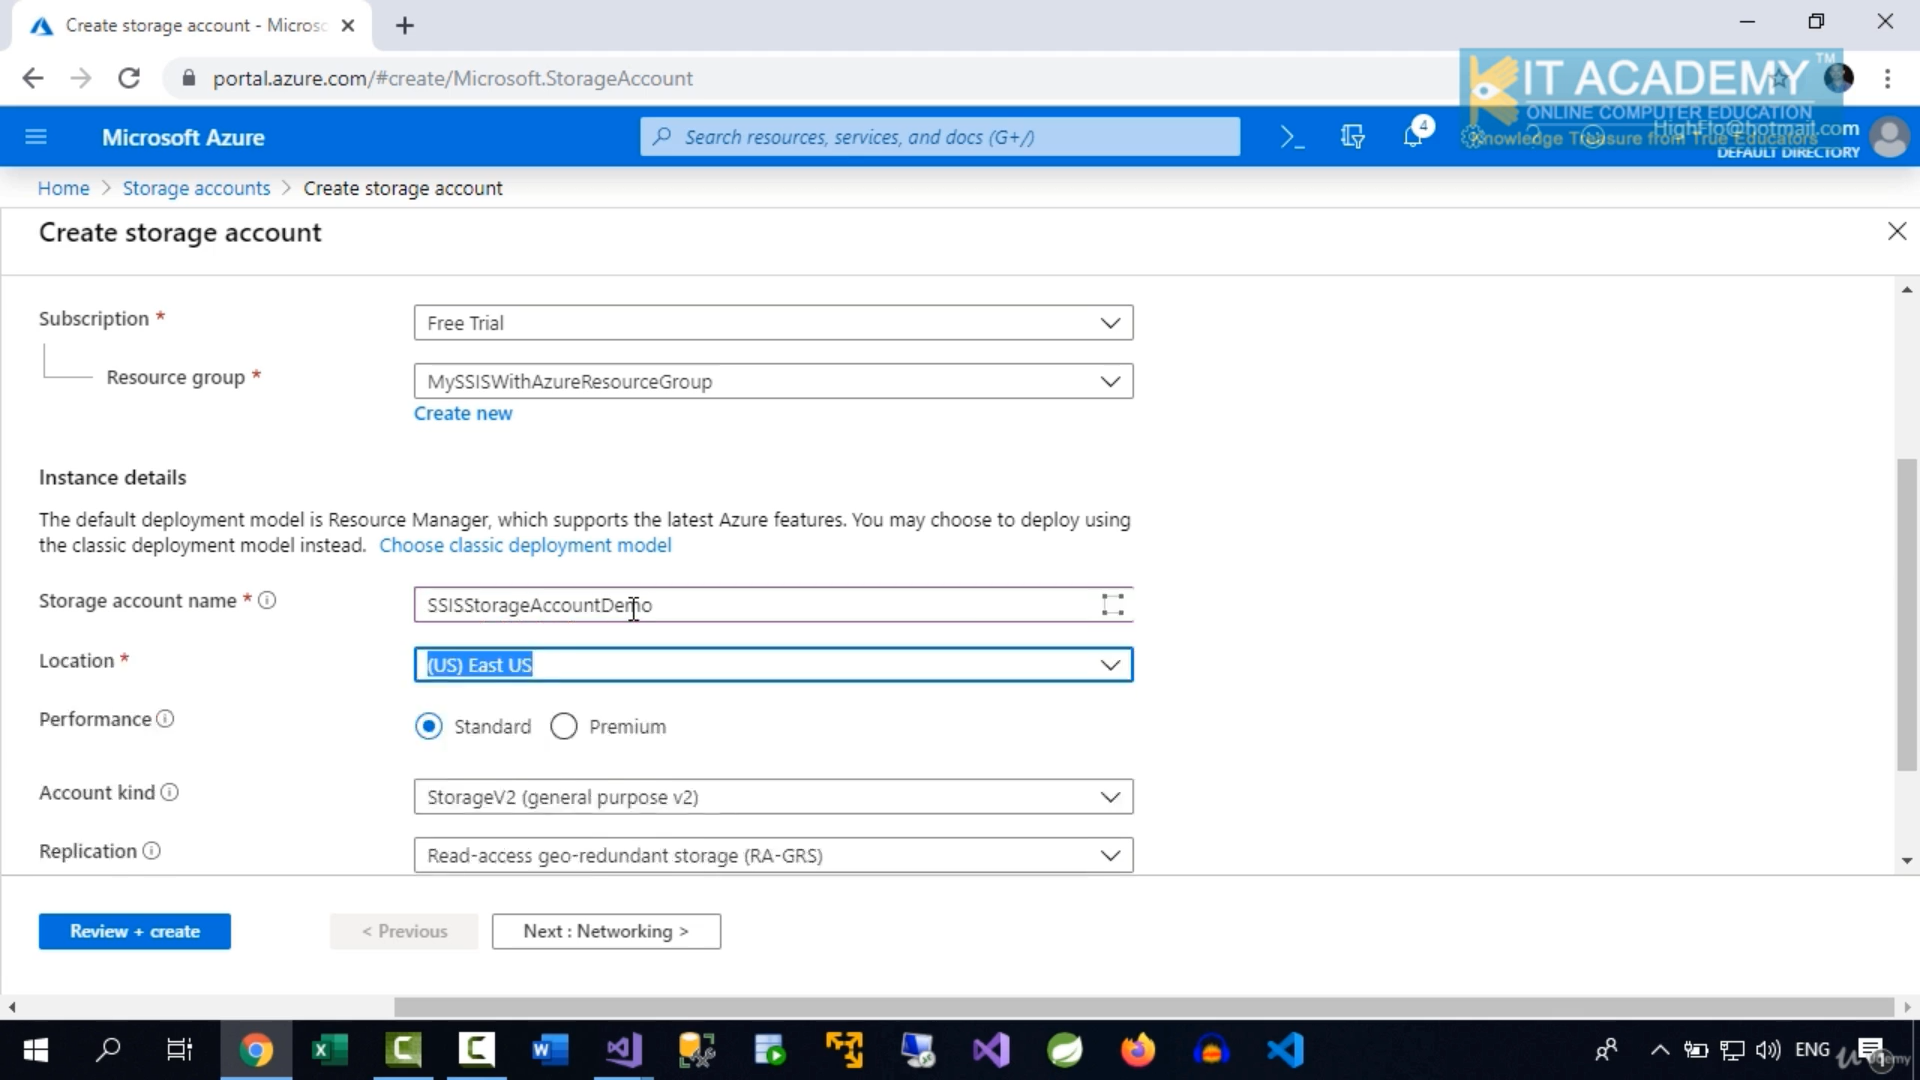 Create storage account - Microsc
portal.azure.com/#create/Microsoft.StorageAccount
KIT ACADEMY™
ONLINE COMPUTER EDUCATION
Knowledge Treasure from True Educators
Microsoft Azure
Search resources, services, and docs (G+/)
4
HighFlo@hotmail.com
DEFAULT DIRECTORY
Home > Storage accounts > Create storage account
Create storage account
Subscription *
Free Trial
Resource group *
MySSISWithAzureResourceGroup
Create new
Instance details
The default deployment model is Resource Manager, which supports the latest Azure features. You may choose to deploy using
the classic deployment model instead. Choose classic deployment model
Storage account name *
SSISStorageAccountDemo
Location *
(US) East US
Performance
Standard
Premium
Account kind
StorageV2 (general purpose v2)
Replication
Read-access geo-redundant storage (RA-GRS)
Review + create
< Previous
Next : Networking >
ENG
udemy